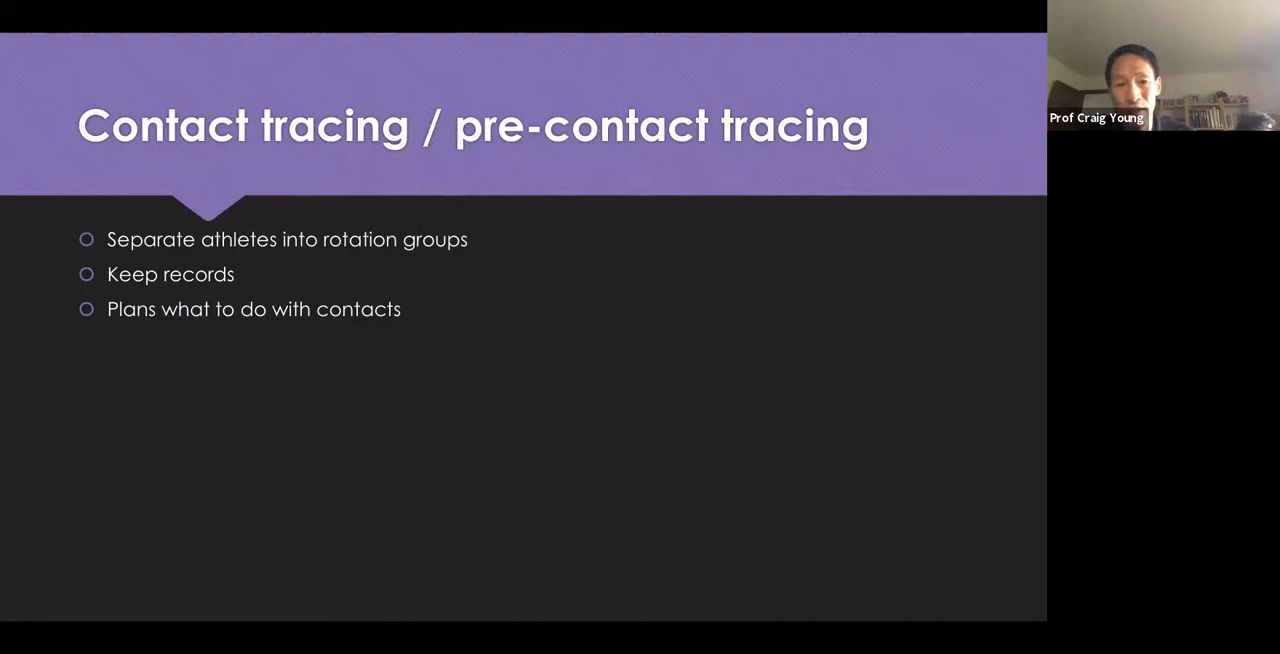 Contact tracing / pre-contact tracing
Separate athletes into rotation groups
Keep records
Plans what to do with contacts
Prof Craig Young